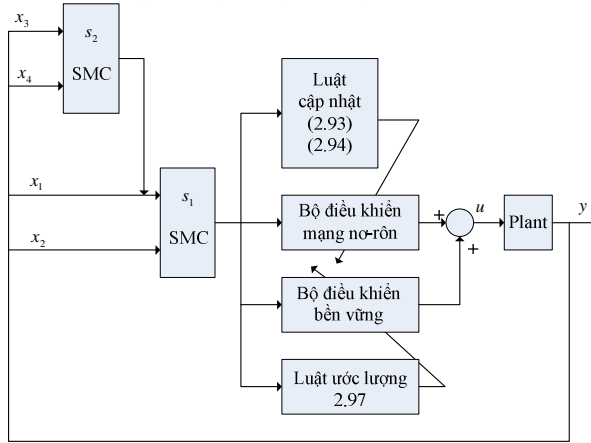 x3
s2
x4
SMC
x1
s1
x2
SMC
Luật
cập nhật
(2.93)
(2.94)
Bộ điều khiển
mạng nơ-rôn
+
u
Plant
y
+
Bộ điều khiển
bền vững
Luật ước lượng
2.97